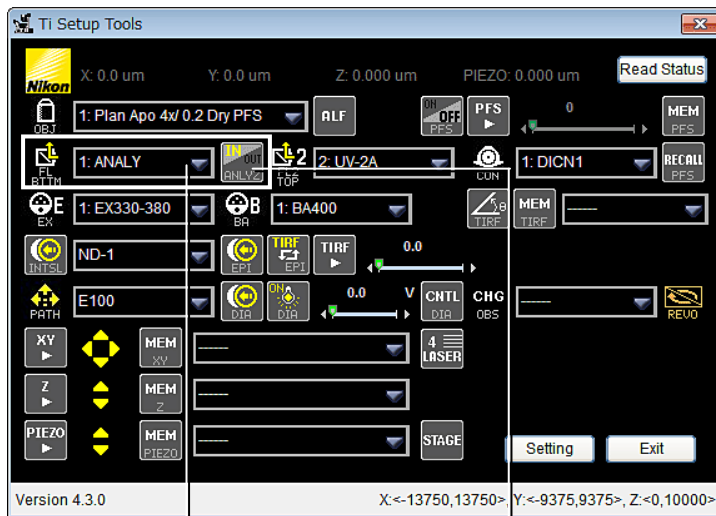 Ti Setup Tools
Nikon X: 0.0 um Y: 0.0 um Z: 0.000 um PIEZO: 0.000 um Read Status
OBJ 1: Plan Apo 4x/ 0.2 Dry PFS ALF ON OFF PFS PFS 0 MEM PFS
FL BTTM 1: ANALY IN OUT ANLYZ 2 FL2 TOP 2: UV-2A CON 1: DICN1 RECALL PFS
E EX 1: EX330-380 B BA 1: BA400 θ TIRF MEM TIRF -----
INTSL ND-1 EPI TIRF EPI TIRF 0.0
PATH E100 DIA ON DIA 0.0 V CNTL DIA CHG OBS ----- REVO
XY MEM XY ----- 4 LASER
Z MEM Z -----
PIEZO MEM PIEZO ----- STAGE Setting Exit
Version 4.3.0 X:<-13750,13750>, Y:<-9375,9375>, Z:<0,10000>